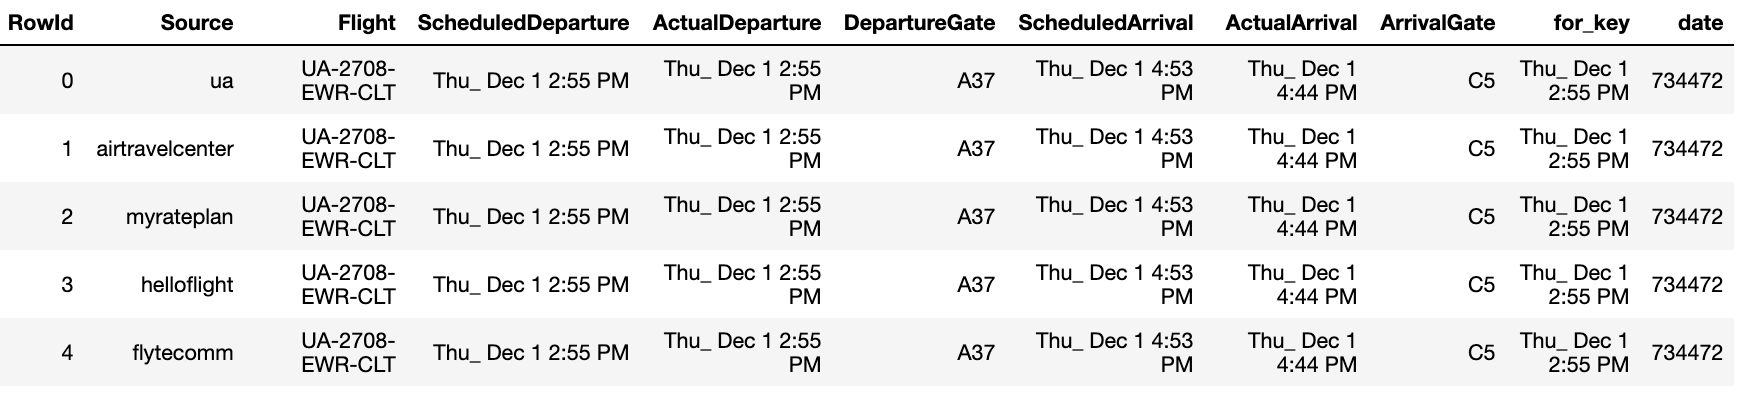 RowId Source Flight ScheduledDeparture ActualDeparture DepartureGate ScheduledArrival ActualArrival ArrivalGate for_key date
0 ua UA-2708- Thu_ Dec 1 2:55 PM Thu_ Dec 1 2:55 A37 Thu_ Dec 1 4:53 Thu_ Dec 1 C5 Thu_ Dec 1 734472
EWR-CLT PM PM 4:44 PM 2:55 PM
1 airtravelcenter UA-2708- Thu_ Dec 1 2:55 PM Thu_ Dec 1 2:55 A37 Thu_ Dec 1 4:53 Thu_ Dec 1 C5 Thu_ Dec 1 734472
EWR-CLT PM PM 4:44 PM 2:55 PM
2 myrateplan UA-2708- Thu_ Dec 1 2:55 PM Thu_ Dec 1 2:55 A37 Thu_ Dec 1 4:53 Thu_ Dec 1 C5 Thu_ Dec 1 734472
EWR-CLT PM PM 4:44 PM 2:55 PM
3 helloflight UA-2708- Thu_ Dec 1 2:55 PM Thu_ Dec 1 2:55 A37 Thu_ Dec 1 4:53 Thu_ Dec 1 C5 Thu_ Dec 1 734472
EWR-CLT PM PM 4:44 PM 2:55 PM
4 flytecomm UA-2708- Thu_ Dec 1 2:55 PM Thu_ Dec 1 2:55 A37 Thu_ Dec 1 4:53 Thu_ Dec 1 C5 Thu_ Dec 1 734472
EWR-CLT PM PM 4:44 PM 2:55 PM